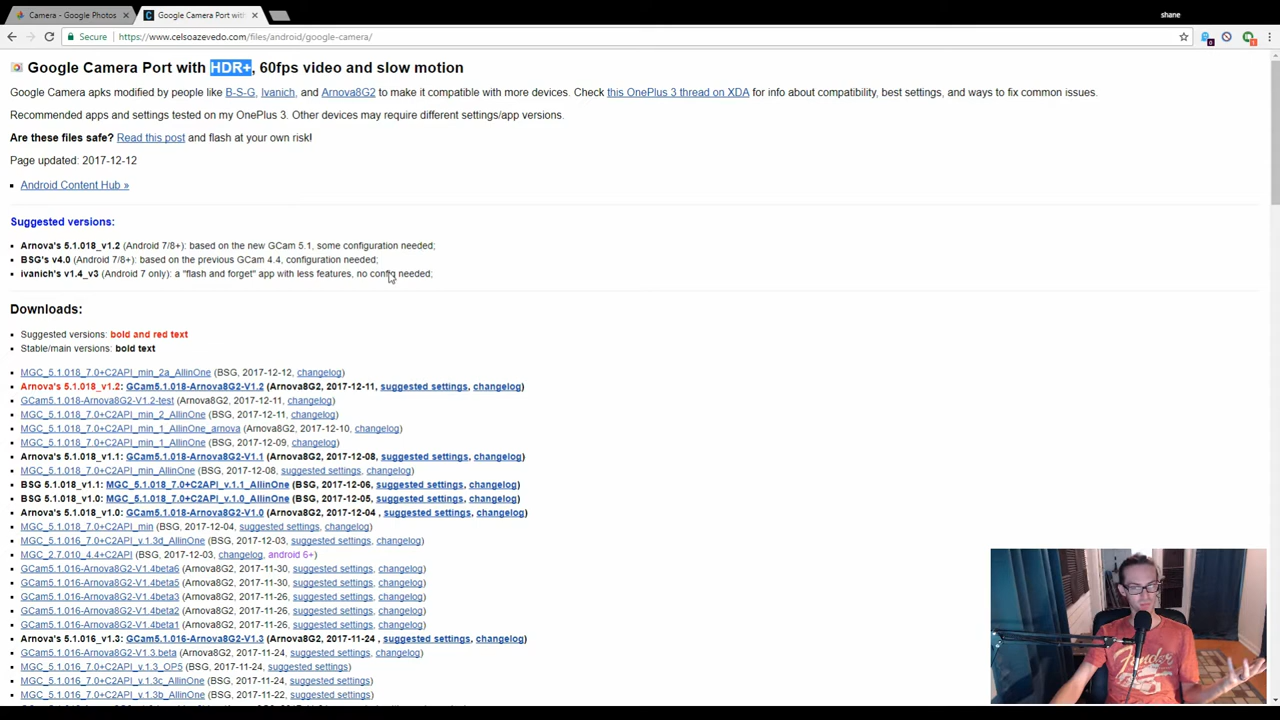 Camera - Google Photos
Google Camera Port with
shane
Secure
https://www.celsoazevedo.com/files/android/google-camera/
Google Camera Port with HDR+, 60fps video and slow motion
Google Camera apks modified by people like B-S-G, Ivanich, and Arnova8G2 to make it compatible with more devices. Check this OnePlus 3 thread on XDA for info about compatibility, best settings, and ways to fix common issues.
Recommended apps and settings tested on my OnePlus 3. Other devices may require different settings/app versions.
Are these files safe? Read this post and flash at your own risk!
Page updated: 2017-12-12
Android Content Hub »
Suggested versions:
Arnova's 5.1.018_v1.2 (Android 7/8+): based on the new GCam 5.1, some configuration needed;
BSG's v4.0 (Android 7/8+): based on the previous GCam 4.4, configuration needed;
ivanich's v1.4_v3 (Android 7 only): a "flash and forget" app with less features, no config needed;
Downloads:
Suggested versions: bold and red text
Stable/main versions: bold text
MGC_5.1.018_7.0+C2API_min_2a_AllinOne (BSG, 2017-12-12, changelog)
Arnova's 5.1.018_v1.2: GCam5.1.018-Arnova8G2-V1.2 (Arnova8G2, 2017-12-11, suggested settings, changelog)
GCam5.1.018-Arnova8G2-V1.2-test (Arnova8G2, 2017-12-11, changelog)
MGC_5.1.018_7.0+C2API_min_2_AllinOne (BSG, 2017-12-11, changelog)
MGC_5.1.018_7.0+C2API_min_1_AllinOne_arnova (Arnova8G2, 2017-12-10, changelog)
MGC_5.1.018_7.0+C2API_min_1_AllinOne (BSG, 2017-12-09, changelog)
Arnova's 5.1.018_v1.1: GCam5.1.018-Arnova8G2-V1.1 (Arnova8G2, 2017-12-08, suggested settings, changelog)
MGC_5.1.018_7.0+C2API_min_AllinOne (BSG, 2017-12-08, suggested settings, changelog)
BSG 5.1.018_v1.1: MGC_5.1.018_7.0+C2API_v.1.1_AllinOne (BSG, 2017-12-06, suggested settings, changelog)
BSG 5.1.018_v1.0: MGC_5.1.018_7.0+C2API_v.1.0_AllinOne (BSG, 2017-12-05, suggested settings, changelog)
Arnova's 5.1.018_v1.0: GCam5.1.018-Arnova8G2-V1.0 (Arnova8G2, 2017-12-04 , suggested settings, changelog)
MGC_5.1.018_7.0+C2API_min (BSG, 2017-12-04, suggested settings, changelog)
MGC_5.1.016_7.0+C2API_v.1.3d_AllinOne (BSG, 2017-12-03, suggested settings, changelog)
MGC_2.7.010_4.4+C2API (BSG, 2017-12-03, changelog, android 6+)
GCam5.1.016-Arnova8G2-V1.4beta6 (Arnova8G2, 2017-11-30, suggested settings, changelog)
GCam5.1.016-Arnova8G2-V1.4beta5 (Arnova8G2, 2017-11-30, suggested settings, changelog)
GCam5.1.016-Arnova8G2-V1.4beta3 (Arnova8G2, 2017-11-26, suggested settings, changelog)
GCam5.1.016-Arnova8G2-V1.4beta2 (Arnova8G2, 2017-11-26, suggested settings, changelog)
GCam5.1.016-Arnova8G2-V1.4beta1 (Arnova8G2, 2017-11-26, suggested settings, changelog)
Arnova's 5.1.016_v1.3: GCam5.1.016-Arnova8G2-V1.3 (Arnova8G2, 2017-11-24 , suggested settings, changelog)
GCam5.1.016-Arnova8G2-V1.3.beta (Arnova8G2, 2017-11-24, suggested settings, changelog)
MGC_5.1.016_7.0+C2API_v.1.3_OP5 (BSG, 2017-11-24, suggested settings)
MGC_5.1.016_7.0+C2API_v.1.3c_AllinOne (BSG, 2017-11-24, suggested settings)
MGC_5.1.016_7.0+C2API_v.1.3b_AllinOne (BSG, 2017-11-22, suggested settings)
Fender